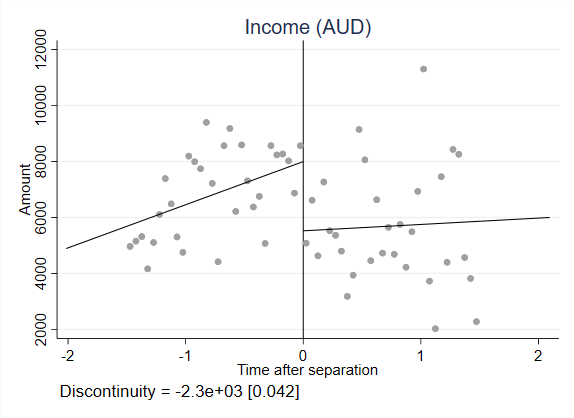 Income (AUD)
12000
10000
8000
6000
4000
2000
Amount
-2 -1 0 1 2
Time after separation
Discontinuity = -2.3e+03 [0.042]